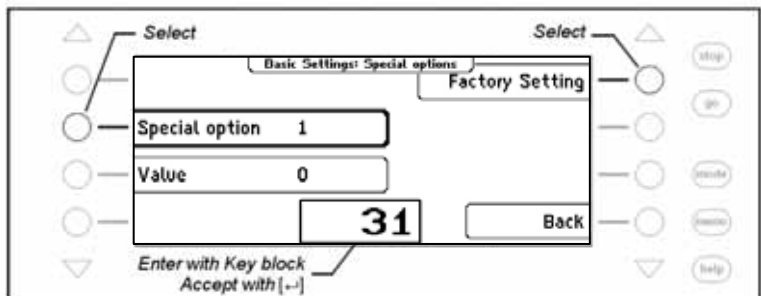 Select
Select
stop
Basic Settings: Special options
Factory Setting
go
Special option 1
Value 0
mode
31
Back
menu
Enter with Key block
Accept with [↵]
help